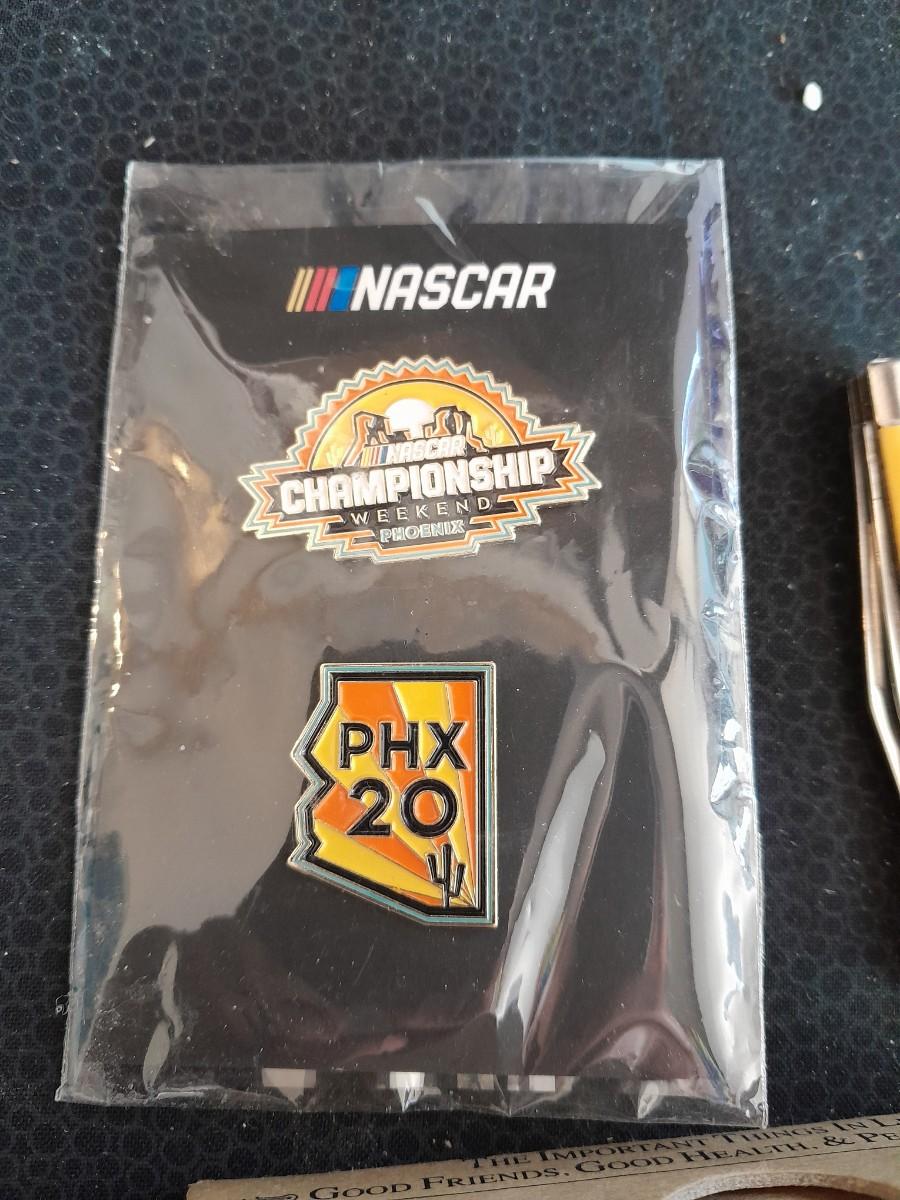 NASCAR
NASCAR
CHAMPIONSHIP
WEEKEND
PHOENIX
PHX
20
THE IMPORTANT THINGS IN
GOOD FRIENDS, GOOD HEALTH, &